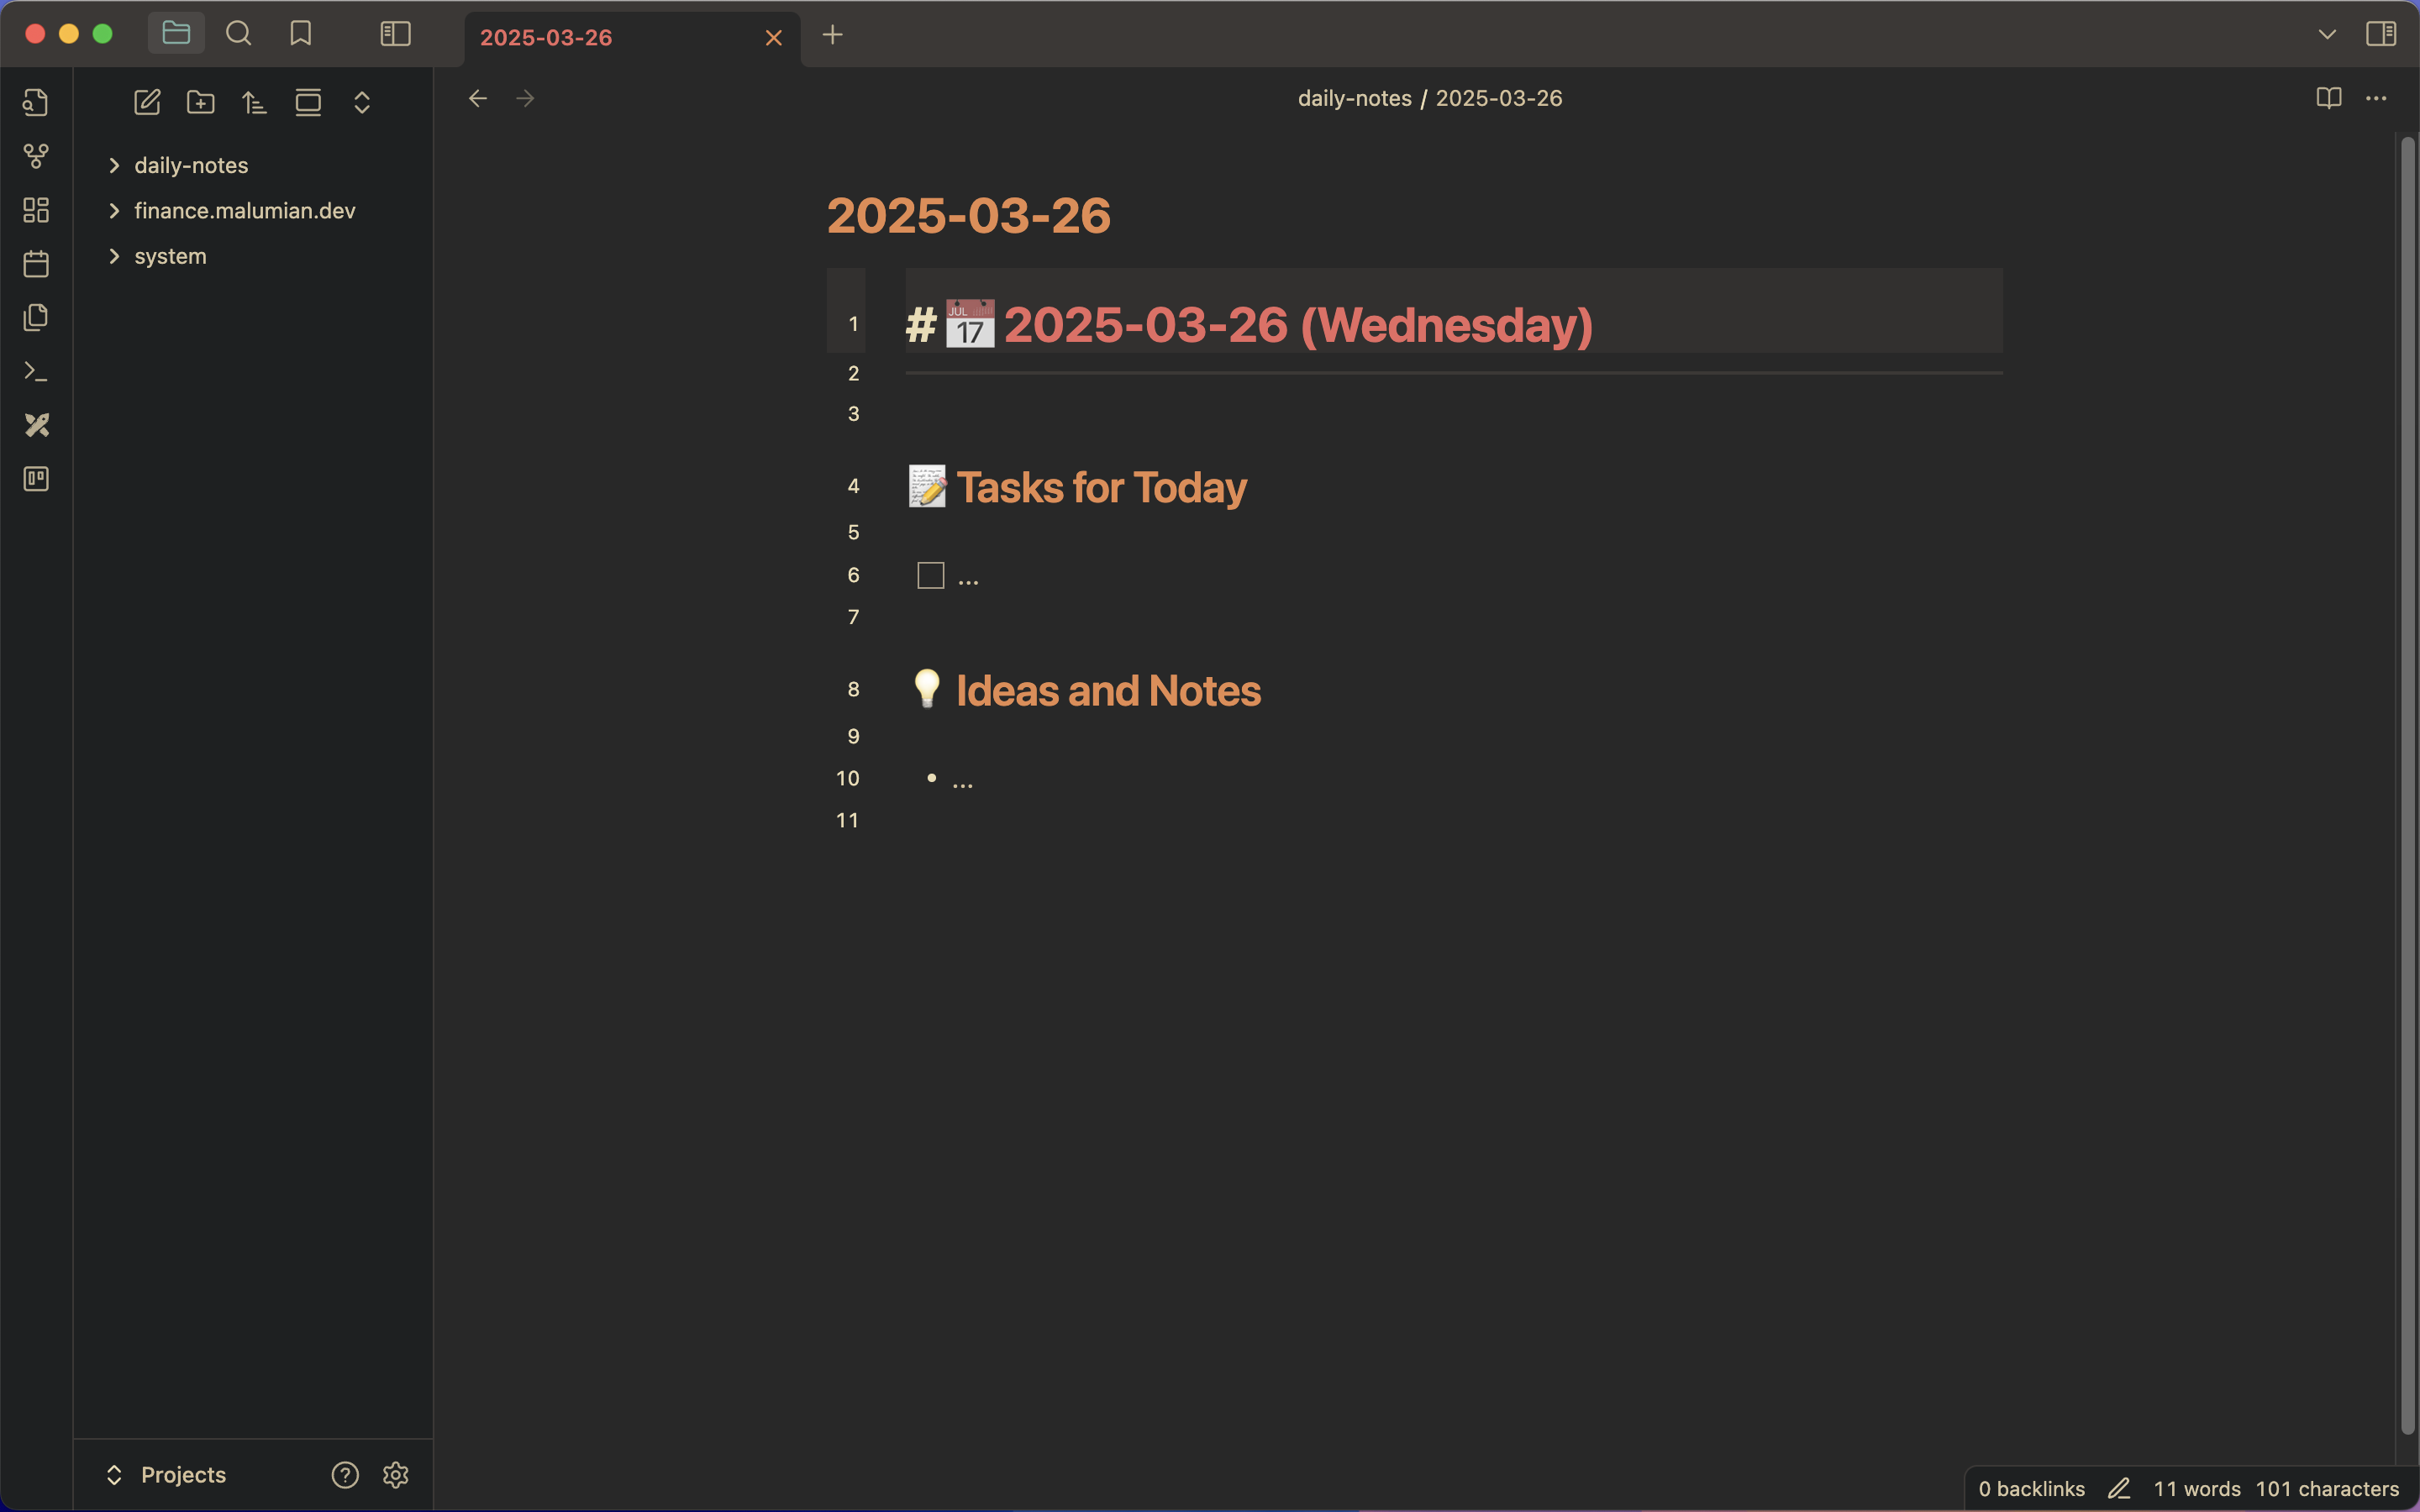 2025-03-26
daily-notes / 2025-03-26
daily-notes
finance.malumian.dev
system
2025-03-26
1 # 📅 2025-03-26 (Wednesday)
2
3
4 📝 Tasks for Today
5
6 ...
7
8 💡 Ideas and Notes
9
10 • ...
11
Projects
0 backlinks 11 words 101 characters